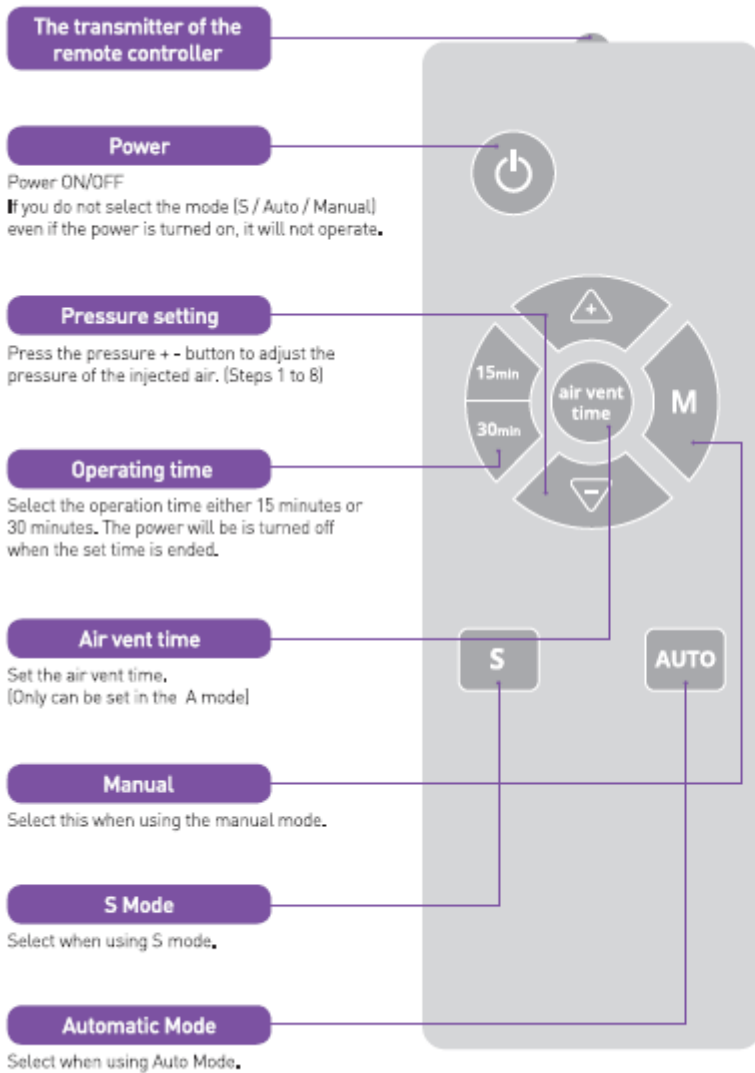 The transmitter of the
remote controller
Power
Power ON/OFF
If you do not select the mode (S / Auto / Manual)
even if the power is turned on, it will not operate.
Pressure setting
Press the pressure + - button to adjust the
pressure of the injected air. (Steps 1 to 8)
Operating time
Select the operation time either 15 minutes or
30 minutes. The power will be is turned off
when the set time is ended.
Air vent time
Set the air vent time.
(Only can be set in the A mode)
Manual
Select this when using the manual mode.
S Mode
Select when using S mode.
Automatic Mode
Select when using Auto Mode.
+
15min
30min
air vent
time
M
-
S
AUTO